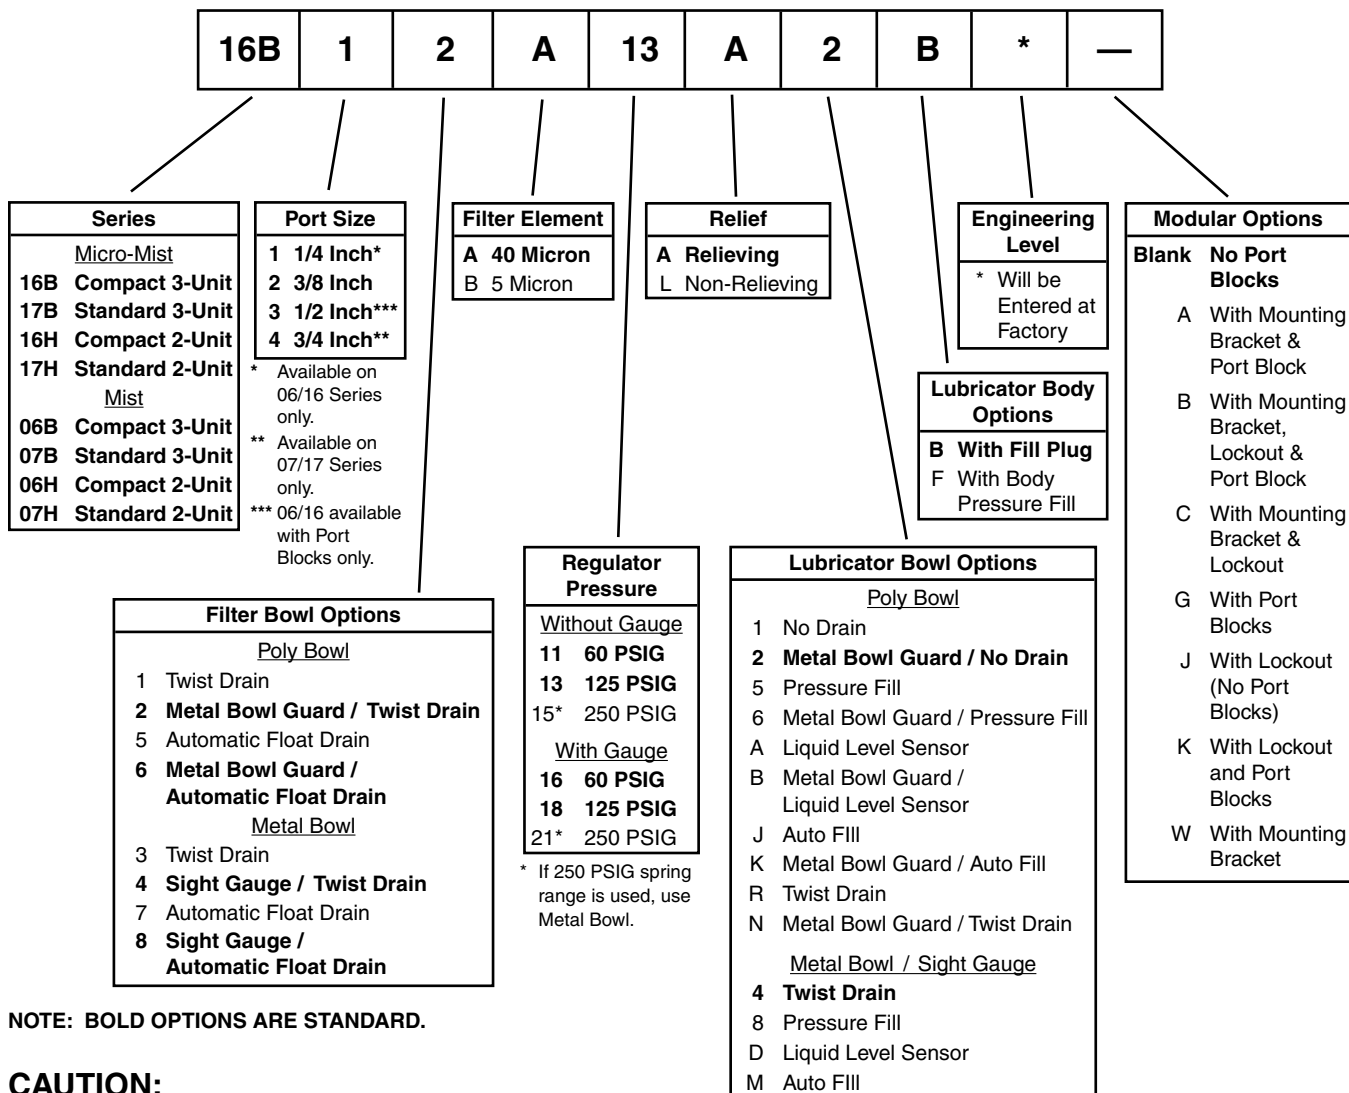 16B 1 2 A 13 A 2 B * —
Series
Micro-Mist
16B Compact 3-Unit
17B Standard 3-Unit
16H Compact 2-Unit
17H Standard 2-Unit
Mist
06B Compact 3-Unit
07B Standard 3-Unit
06H Compact 2-Unit
07H Standard 2-Unit
Port Size
1 1/4 Inch*
2 3/8 Inch
3 1/2 Inch***
4 3/4 Inch**
* Available on
06/16 Series
only.
** Available on
07/17 Series
only.
*** 06/16 available
with Port
Blocks only.
Filter Element
A 40 Micron
B 5 Micron
Relief
A Relieving
L Non-Relieving
Engineering
Level
* Will be
Entered at
Factory
Modular Options
Blank No Port
Blocks
A With Mounting
Bracket &
Port Block
B With Mounting
Bracket,
Lockout &
Port Block
C With Mounting
Bracket &
Lockout
G With Port
Blocks
J With Lockout
(No Port
Blocks)
K With Lockout
and Port
Blocks
W With Mounting
Bracket
Lubricator Body
Options
B With Fill Plug
F With Body
Pressure Fill
Filter Bowl Options
Poly Bowl
1 Twist Drain
2 Metal Bowl Guard / Twist Drain
5 Automatic Float Drain
6 Metal Bowl Guard /
Automatic Float Drain
Metal Bowl
3 Twist Drain
4 Sight Gauge / Twist Drain
7 Automatic Float Drain
8 Sight Gauge /
Automatic Float Drain
Regulator
Pressure
Without Gauge
11 60 PSIG
13 125 PSIG
15* 250 PSIG
With Gauge
16 60 PSIG
18 125 PSIG
21* 250 PSIG
* If 250 PSIG spring
range is used, use
Metal Bowl.
Lubricator Bowl Options
Poly Bowl
1 No Drain
2 Metal Bowl Guard / No Drain
5 Pressure Fill
6 Metal Bowl Guard / Pressure Fill
A Liquid Level Sensor
B Metal Bowl Guard /
Liquid Level Sensor
J Auto FIll
K Metal Bowl Guard / Auto Fill
R Twist Drain
N Metal Bowl Guard / Twist Drain
Metal Bowl / Sight Gauge
4 Twist Drain
8 Pressure Fill
D Liquid Level Sensor
M Auto FIll
NOTE: BOLD OPTIONS ARE STANDARD.
CAUTION: